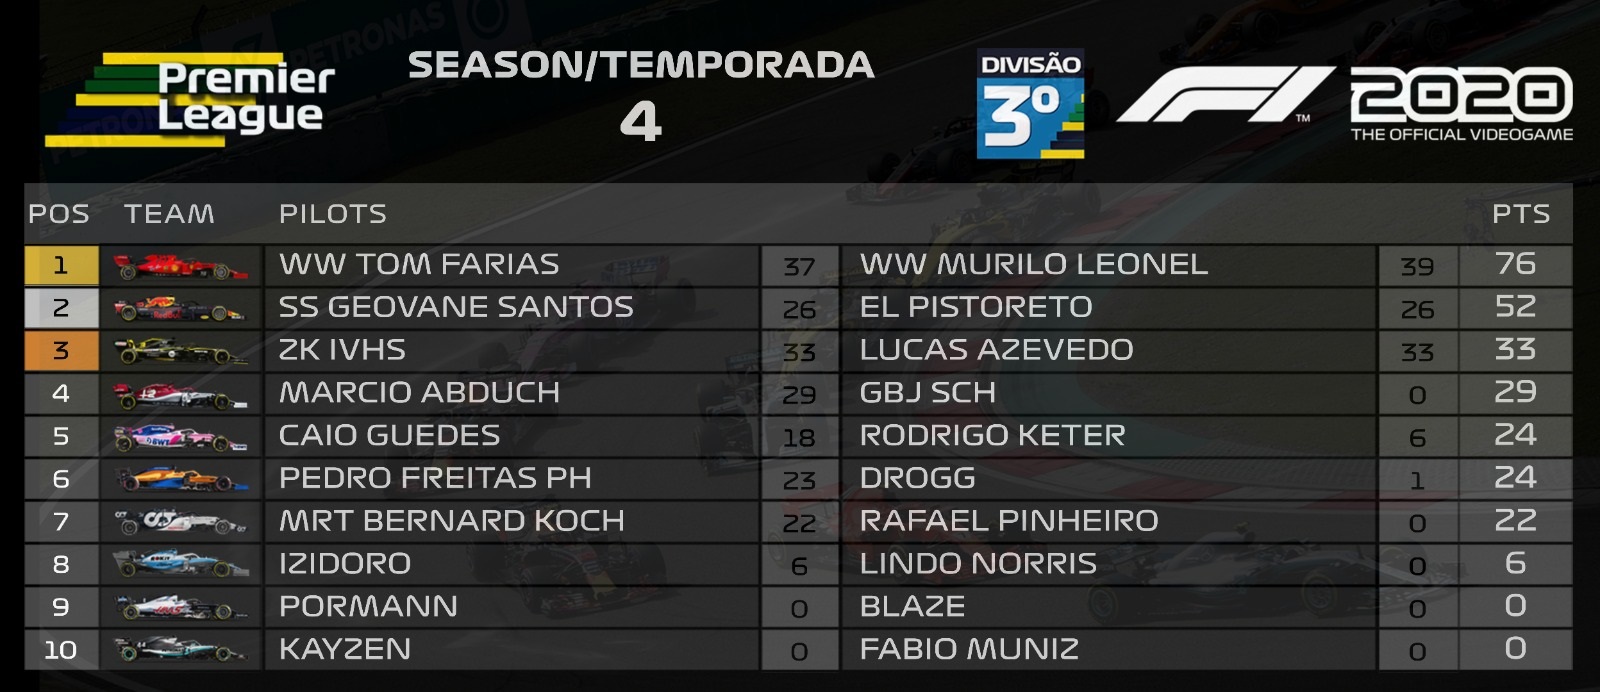 Premier League
SEASON/TEMPORADA
4
DIVISÃO
3º
F1™ 2020
THE OFFICIAL VIDEOGAME
POS TEAM PILOTS PTS
1 WW TOM FARIAS 37 WW MURILO LEONEL 39 76
2 SS GEOVANE SANTOS 26 EL PISTORETO 26 52
3 ZK IVHS 33 LUCAS AZEVEDO 33 33
4 MARCIO ABDUCH 29 GBJ SCH 0 29
5 CAIO GUEDES 18 RODRIGO KETER 6 24
6 PEDRO FREITAS PH 23 DROGG 1 24
7 MRT BERNARD KOCH 22 RAFAEL PINHEIRO 0 22
8 IZIDORO 6 LINDO NORRIS 0 6
9 PORMANN 0 BLAZE 0 0
10 KAYZEN 0 FABIO MUNIZ 0 0